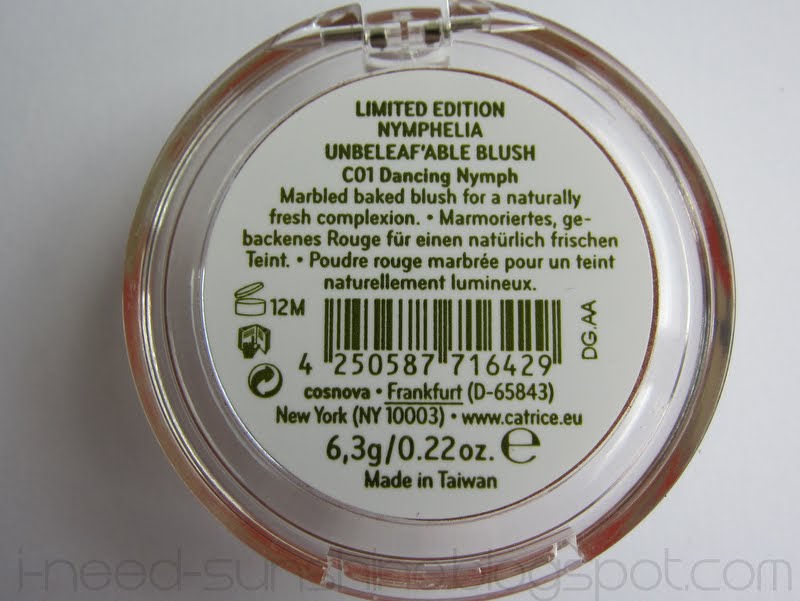 LIMITED EDITION
NYMPHELIA
UNBELEAF'ABLE BLUSH
C01 Dancing Nymph
Marbled baked blush for a naturally
fresh complexion. • Marmoriertes, ge-
backenes Rouge für einen natürlich frischen
Teint. • Poudre rouge marbrée pour un teint
naturellement lumineux.
12M
DG.AA
4 250587 716429
cosnova • Frankfurt (D-65843)
New York (NY 10003) • www.catrice.eu
6,3g/0.22oz. ℮
Made in Taiwan
i-need-sunshine.blogspot.com